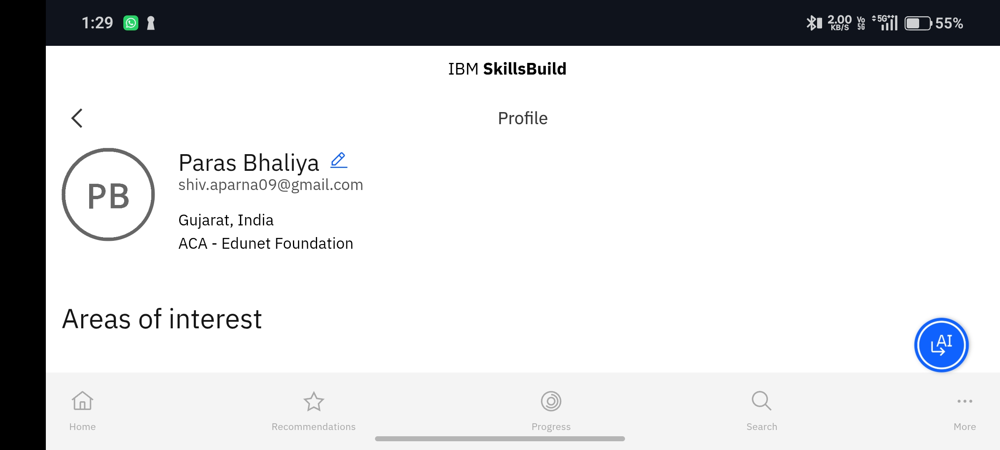 1:29
2.00 KB/S Vo 5G 5G++ 55%
IBM SkillsBuild
Profile
PB
Paras Bhaliya
shiv.aparna09@gmail.com
Gujarat, India
ACA - Edunet Foundation
Areas of interest
AI
Home Recommendations Progress Search More